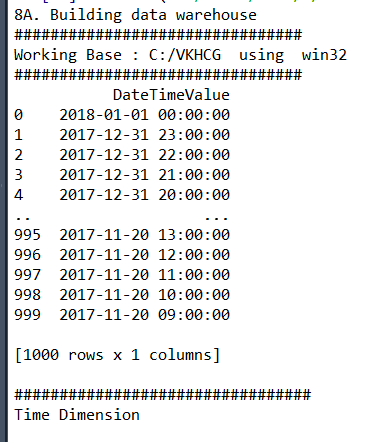 8A. Building data warehouse
################################
Working Base : C:/VKHCG  using  win32
################################
           DateTimeValue
0    2018-01-01 00:00:00
1    2017-12-31 23:00:00
2    2017-12-31 22:00:00
3    2017-12-31 21:00:00
4    2017-12-31 20:00:00
..                   ...
995  2017-11-20 13:00:00
996  2017-11-20 12:00:00
997  2017-11-20 11:00:00
998  2017-11-20 10:00:00
999  2017-11-20 09:00:00
[1000 rows x 1 columns]
#################################
Time Dimension